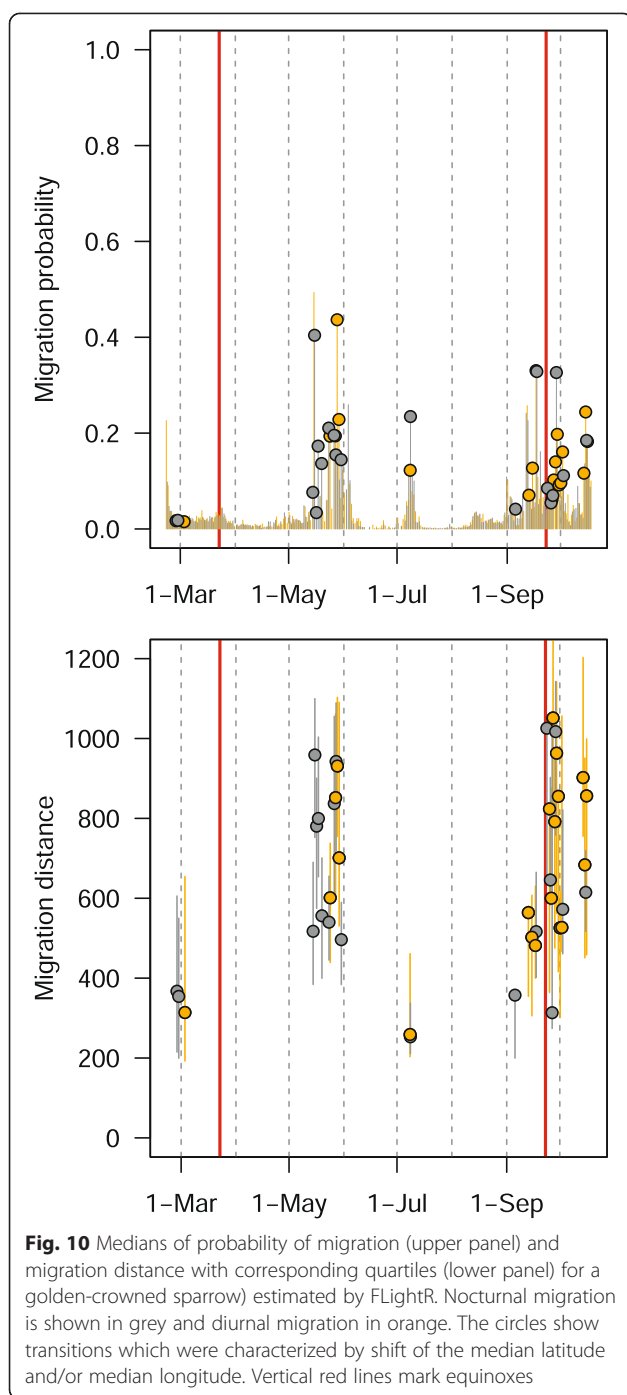 1.0
0.8
0.6
0.4
0.2
0.0
Migration probability
1–Mar 1–May 1–Jul 1–Sep
1200
1000
800
600
400
200
0
Migration distance
1–Mar 1–May 1–Jul 1–Sep
Fig. 10 Medians of probability of migration (upper panel) and
migration distance with corresponding quartiles (lower panel) for a
golden-crowned sparrow) estimated by FLightR. Nocturnal migration
is shown in grey and diurnal migration in orange. The circles show
transitions which were characterized by shift of the median latitude
and/or median longitude. Vertical red lines mark equinoxes